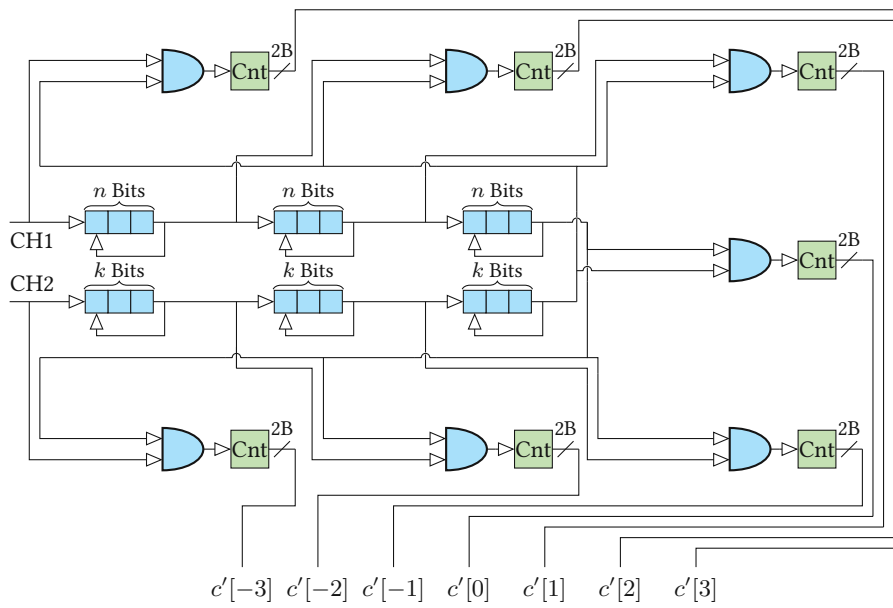 2B 2B 2B
Cnt Cnt Cnt
n Bits n Bits n Bits
CH1
2B
Cnt
k Bits k Bits k Bits
CH2
2B 2B 2B
Cnt Cnt Cnt
c′[−3] c′[−2] c′[−1] c′[0] c′[1] c′[2] c′[3]